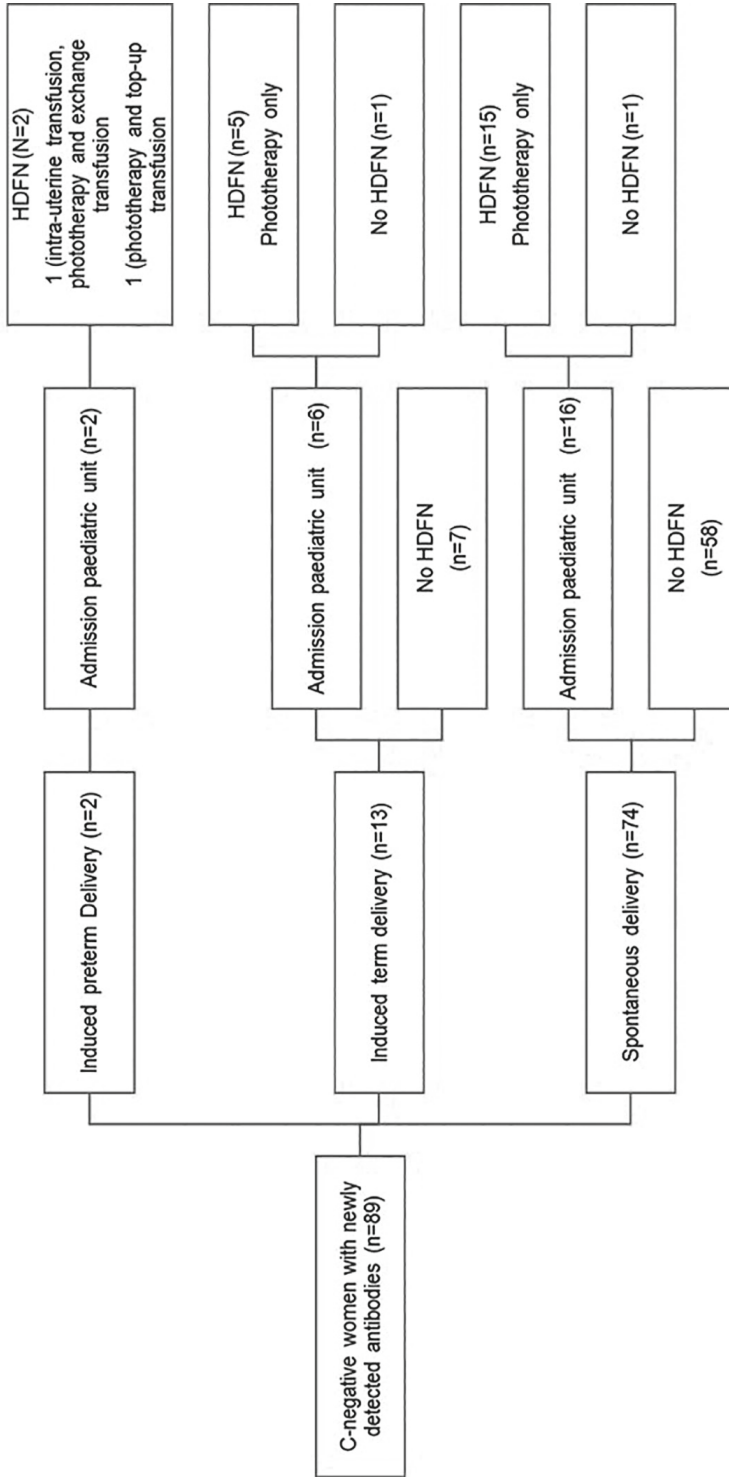 C-negative women with newly
detected antibodies (n=89)
Induced preterm Delivery (n=2)
Induced term delivery (n=13)
Spontaneous delivery (n=74)
Admission paediatric unit (n=2)
Admission paediatric unit (n=6)
No HDFN
(n=7)
Admission paediatric unit (n=16)
No HDFN
(n=58)
HDFN (N=2)
1 (intra-uterine transfusion,
phototherapy and exchange
transfusion
1 (phototherapy and top-up
transfusion
HDFN (n=5)
Phototherapy only
No HDFN (n=1)
HDFN (n=15)
Phototherapy only
No HDFN (n=1)